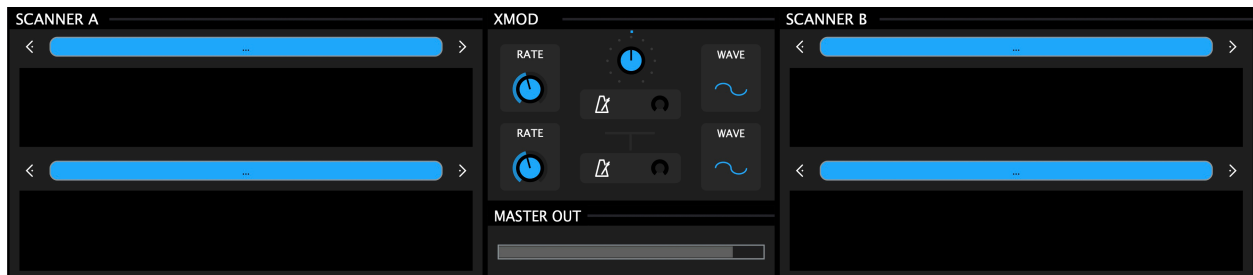 SCANNER A
...
...
XMOD
RATE
WAVE
RATE
WAVE
MASTER OUT
SCANNER B
...
...